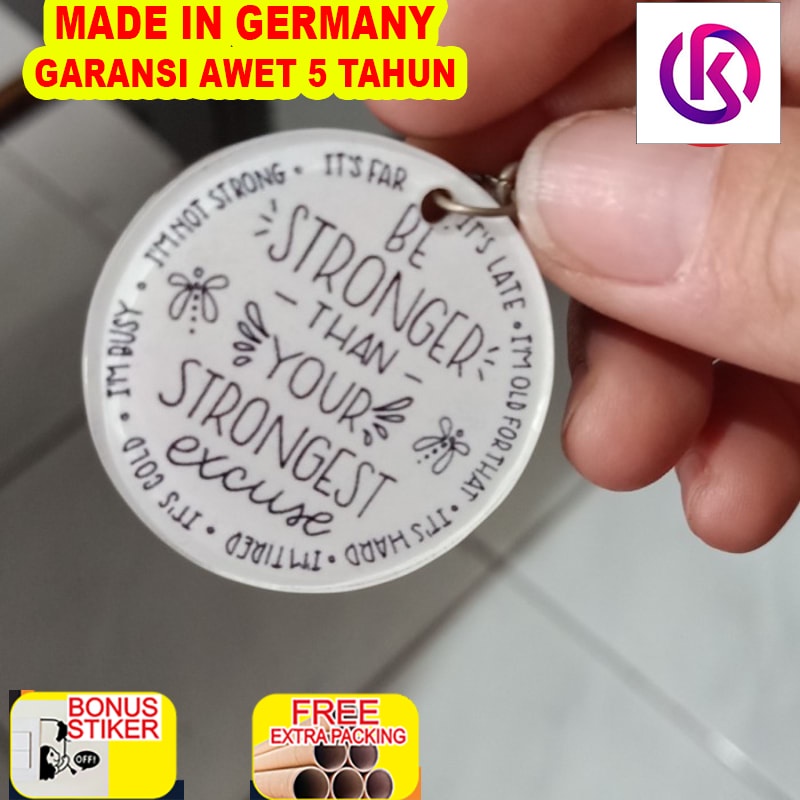 MADE IN GERMANY
GARANSI AWET 5 TAHUN
K
IT'S FAR
IT'S LATE
I'M OLD FOR THAT
IT'S HARD
I'M TIRED
IT'S COLD
I'M BUSY
I'M NOT STRONG
BE
STRONGER
- THAN -
YOUR
STRONGEST
excuse
BONUS
STIKER
OFF!
FREE
EXTRA PACKING